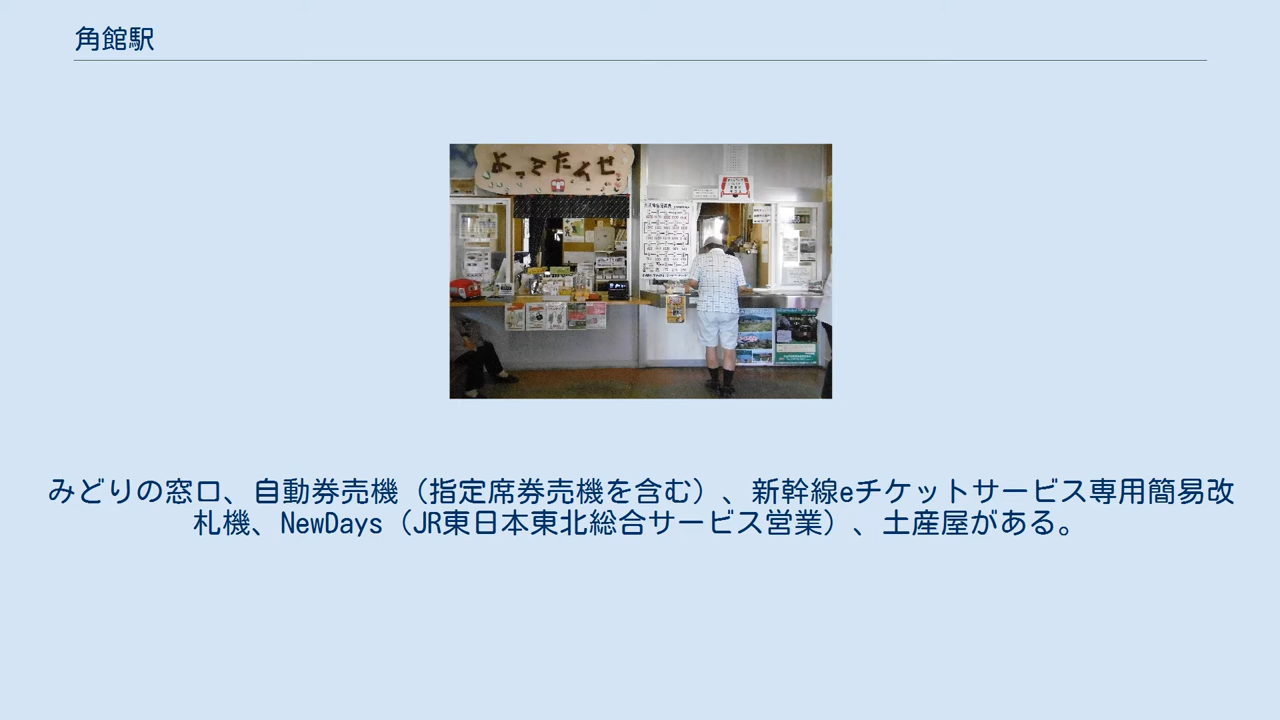 角館駅
よってたんせ
みどりの窓口、自動券売機（指定席券売機を含む）、新幹線eチケットサービス専用簡易改
札機、NewDays（JR東日本東北総合サービス営業）、土産屋がある。